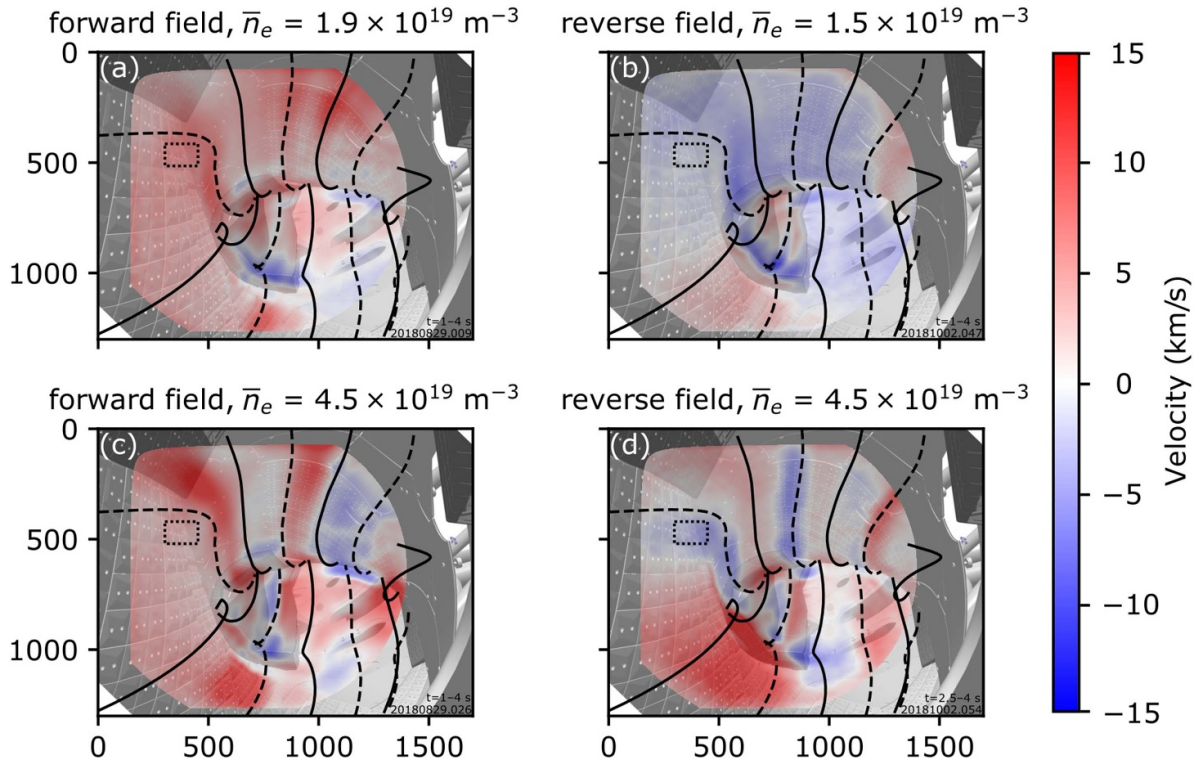 forward field, n̅ₑ = 1.9 × 10¹⁹ m⁻³
reverse field, n̅ₑ = 1.5 × 10¹⁹ m⁻³
0
500
1000
(a)
t=1–4 s
20180829.009
(b)
t=1–4 s
20181002.047
forward field, n̅ₑ = 4.5 × 10¹⁹ m⁻³
reverse field, n̅ₑ = 4.5 × 10¹⁹ m⁻³
0
500
1000
(c)
t=1–4 s
20180829.026
(d)
t=2.5–4 s
20181002.054
0 500 1000 1500
0 500 1000 1500
15
10
5
0
−5
−10
−15
Velocity (km/s)